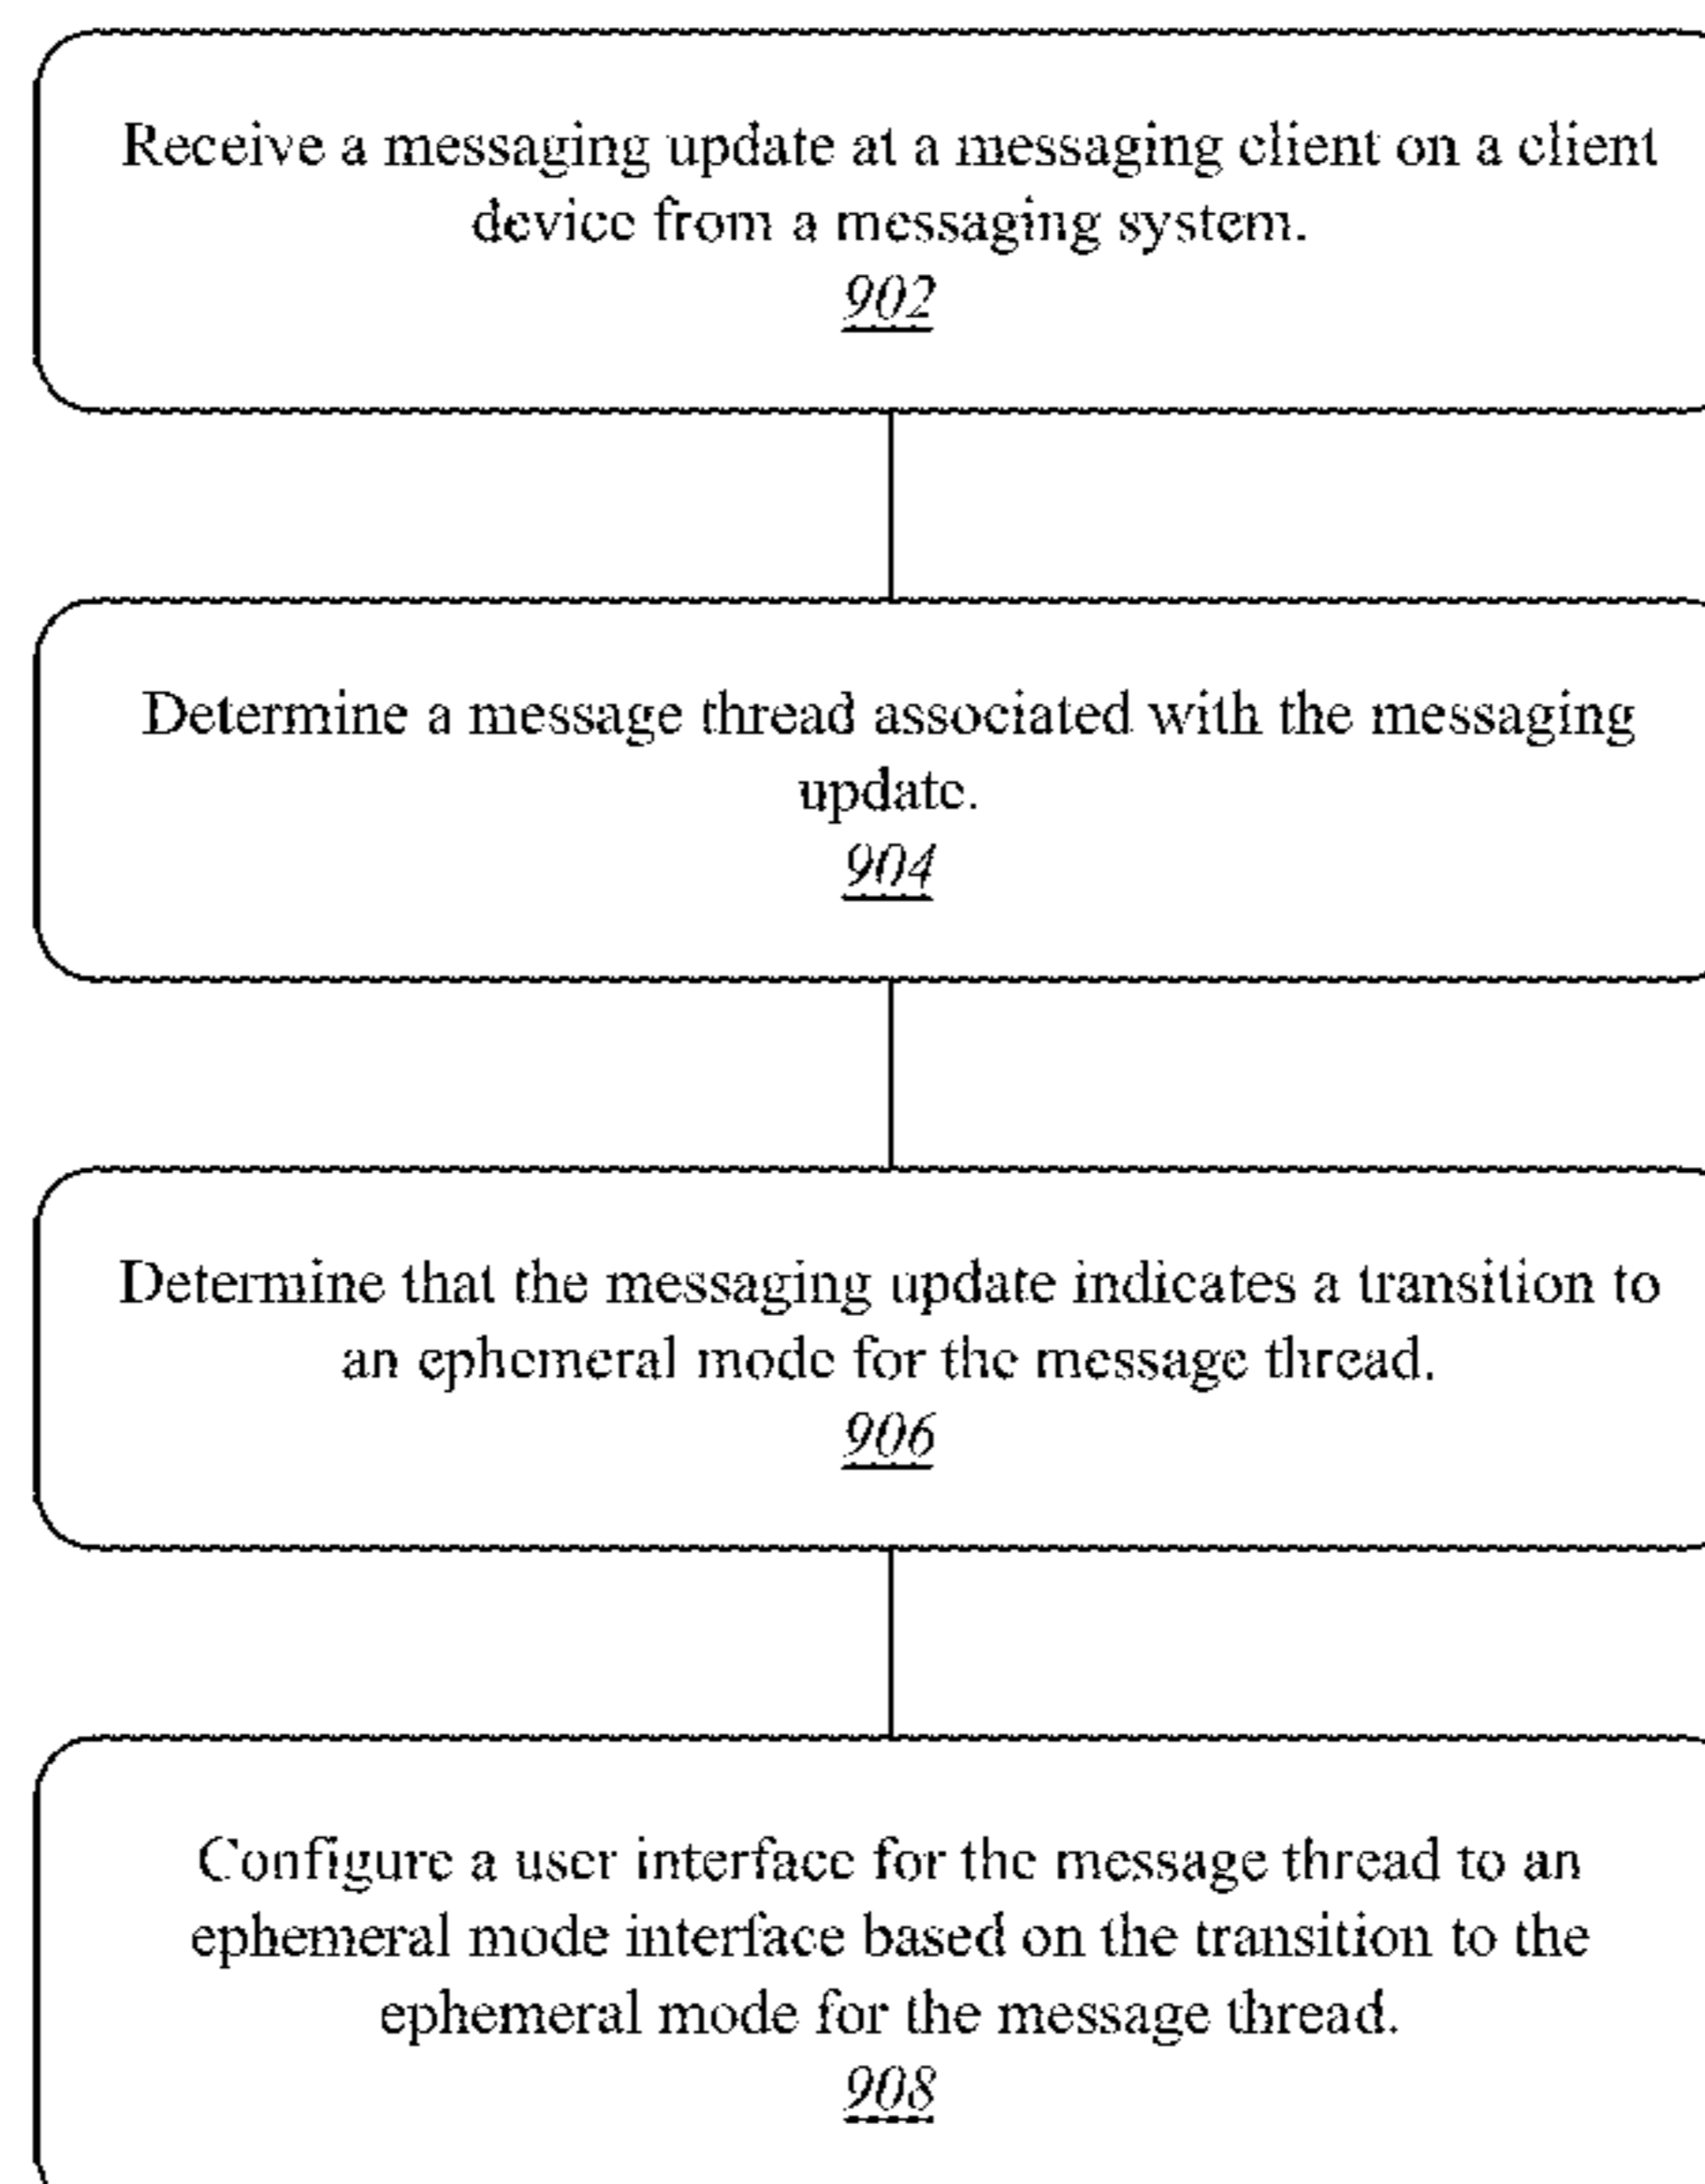 Receive a messaging update at a messaging client on a client
device from a messaging system.
902
Determine a message thread associated with the messaging
update.
904
Determine that the messaging update indicates a transition to
an ephemeral mode for the message thread.
906
Configure a user interface for the message thread to an
ephemeral mode interface based on the transition to the
ephemeral mode for the message thread.
908